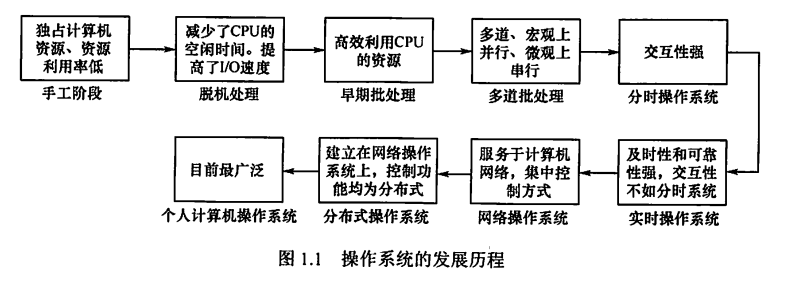 独占计算机
资源、资源
利用率低
手工阶段
减少了CPU的
空闲时间。提
高了I/O速度
脱机处理
高效利用CPU
的资源
早期批处理
多道、宏观上
并行、微观上
串行
多道批处理
交互性强
分时操作系统
及时性和可靠
性强，交互性
不如分时系统
实时操作系统
服务于计算机
网络，集中控
制方式
网络操作系统
建立在网络操作
系统上，控制功
能均为分布式
分布式操作系统
目前最广泛
个人计算机操作系统
图 1.1 操作系统的发展历程